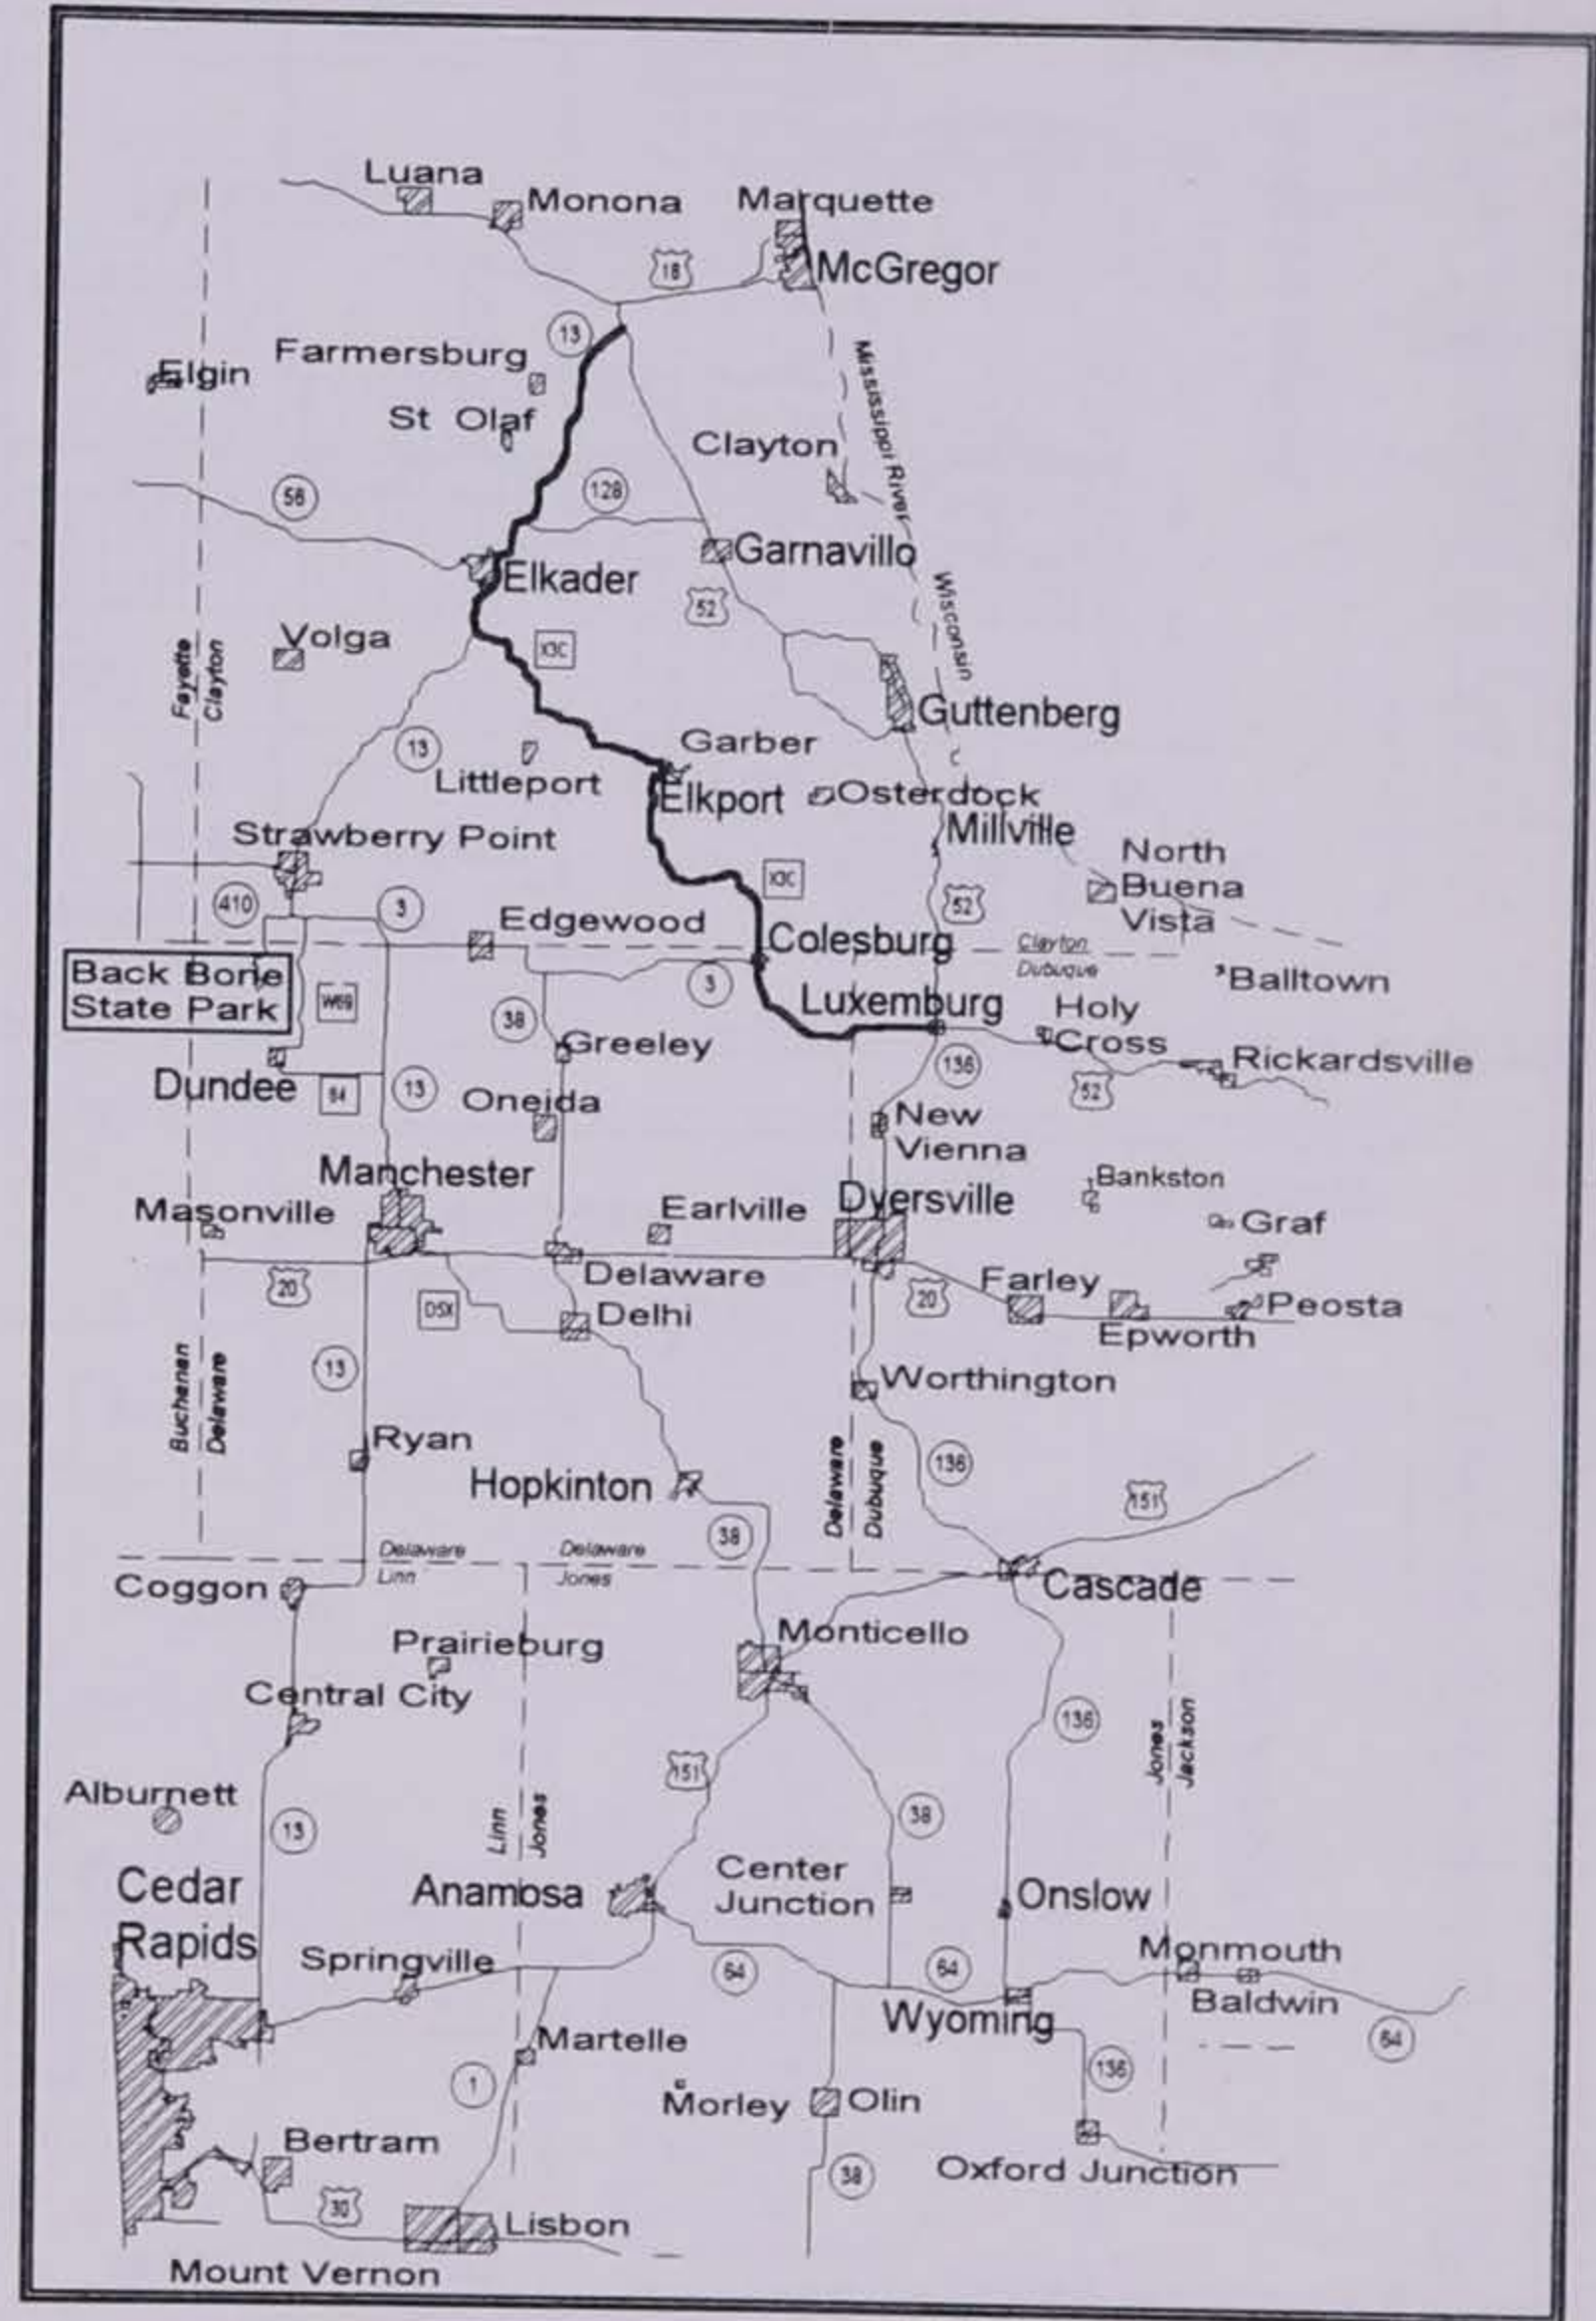 Luana
Monona
Marquette
McGregor
18
13
Farmersburg
Elgin
St Olaf
Mississippi River
Clayton
56
128
Garnavillo
Elkader
52
Wisconsin
Volga
X3C
Fayette
Clayton
Guttenberg
13
Garber
Littleport
Elkport
Osterdock
Strawberry Point
Millville
North
Buena
Vista
X3C
410
3
52
Edgewood
Colesburg
Clayton
Dubuque
Back Bone
State Park
Balltown
W69
3
Luxemburg
Holy
Cross
38
Greeley
136
Rickardsville
52
Dundee
84
13
Oneida
New
Vienna
Manchester
Bankston
Masonville
Earlville
Dyersville
Graf
Delaware
20
Farley
20
D5X
Delhi
Peosta
Epworth
13
Buchanan
Delaware
Worthington
Ryan
Hopkinton
Delaware
Dubuque
136
151
38
Delaware
Linn
Delaware
Jones
Coggon
Cascade
Prairieburg
Monticello
Central City
136
Jones
Jackson
151
Alburnett
13
Linn
Jones
38
Cedar
Rapids
Anamosa
Center
Junction
Onslow
Springville
64
64
Monmouth
Wyoming
Baldwin
64
Martelle
1
136
Morley
Olin
Bertram
38
Oxford Junction
30
Lisbon
Mount Vernon